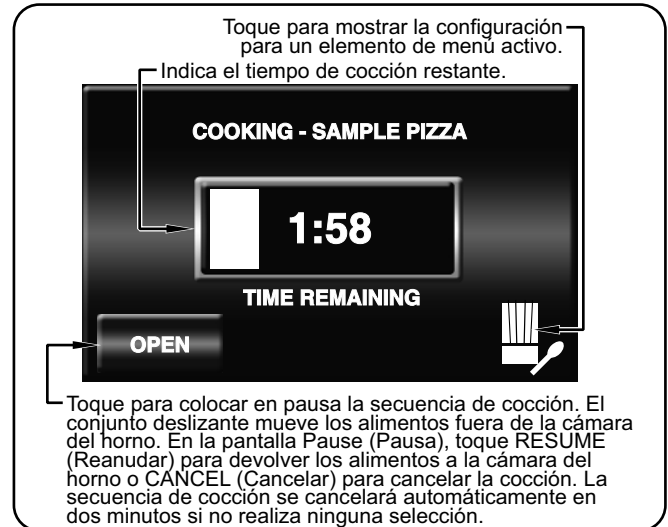 Toque para mostrar la configuración
para un elemento de menú activo.
Indica el tiempo de cocción restante.
COOKING - SAMPLE PIZZA
1:58
TIME REMAINING
OPEN
Toque para colocar en pausa la secuencia de cocción. El
conjunto deslizante mueve los alimentos fuera de la cámara
del horno. En la pantalla Pause (Pausa), toque RESUME
(Reanudar) para devolver los alimentos a la cámara del
horno o CANCEL (Cancelar) para cancelar la cocción. La
secuencia de cocción se cancelará automáticamente en
dos minutos si no realiza ninguna selección.